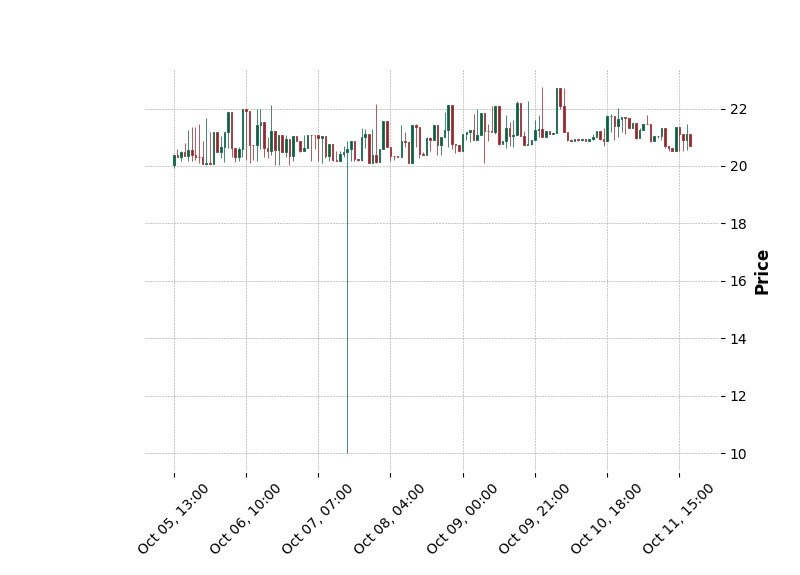 22
20
18
16
14
12
10
Price
Oct 05, 13:00
Oct 06, 10:00
Oct 07, 07:00
Oct 08, 04:00
Oct 09, 00:00
Oct 09, 21:00
Oct 10, 18:00
Oct 11, 15:00